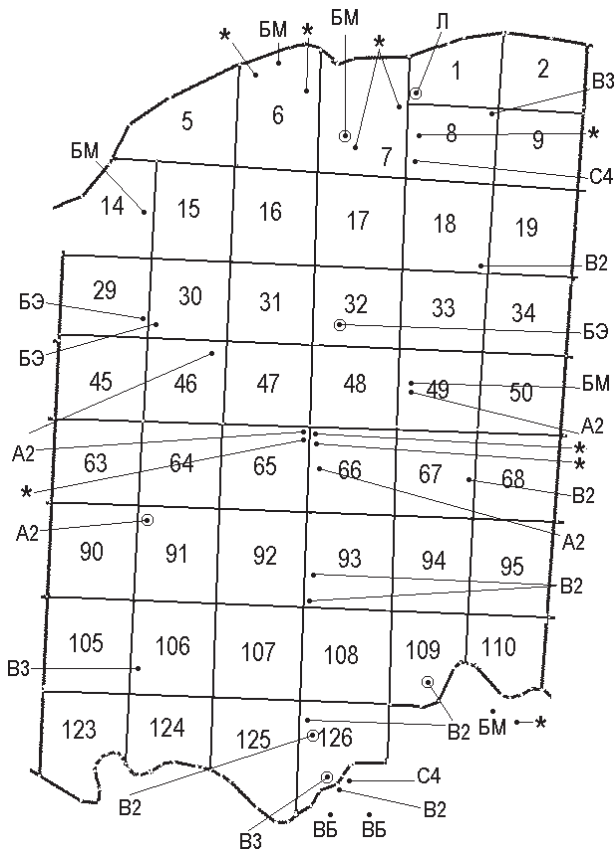 * БМ * БМ * Л
1 2
В3
5 6 7 8 9 *
БМ С4
14 15 16 17 18 19
В2
29 30 31 32 33 34
БЭ
БЭ БЭ
45 46 47 48 49 50 БМ
А2 А2
*
*
63 64 65 66 67 68
* В2
А2 А2
90 91 92 93 94 95
В2
105 106 107 108 109 110
В3
В2 БМ *
123 124 125 126
С4
В2 В2
В3 ВБ ВБ